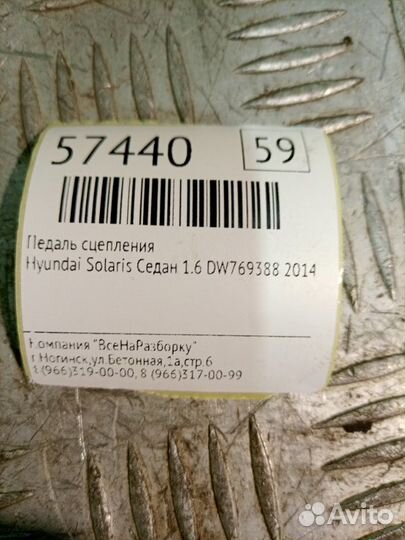 57440 59
Педаль сцепления
Hyundai Solaris Седан 1.6 DW769388 2014
Компания "ВсеНаРазборку"
г.Ногинск,ул.Бетонная,1а,стр.6
8(966)319-00-00, 8 (966)317-00-99
Avito